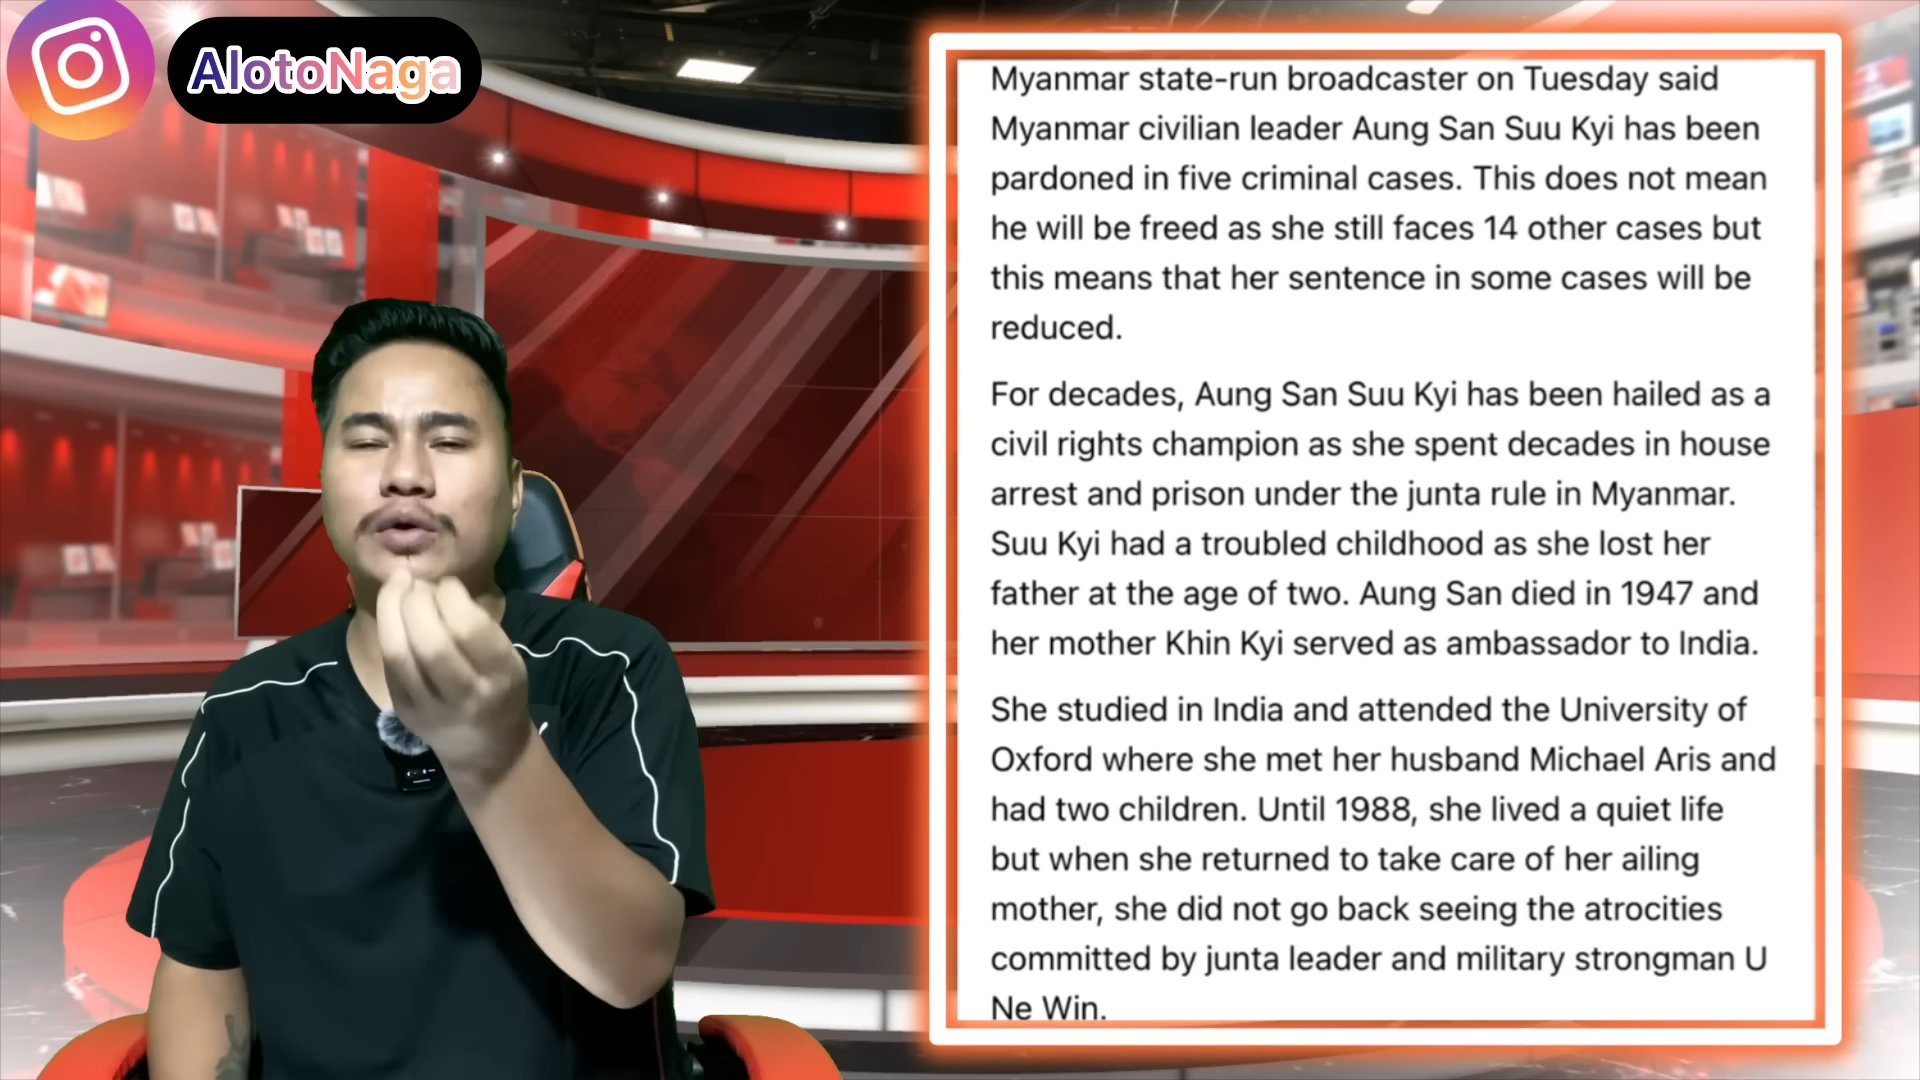 AlotoNaga
Myanmar state-run broadcaster on Tuesday said
Myanmar civilian leader Aung San Suu Kyi has been
pardoned in five criminal cases. This does not mean
he will be freed as she still faces 14 other cases but
this means that her sentence in some cases will be
reduced.
For decades, Aung San Suu Kyi has been hailed as a
civil rights champion as she spent decades in house
arrest and prison under the junta rule in Myanmar.
Suu Kyi had a troubled childhood as she lost her
father at the age of two. Aung San died in 1947 and
her mother Khin Kyi served as ambassador to India.
She studied in India and attended the University of
Oxford where she met her husband Michael Aris and
had two children. Until 1988, she lived a quiet life
but when she returned to take care of her ailing
mother, she did not go back seeing the atrocities
committed by junta leader and military strongman U
Ne Win.